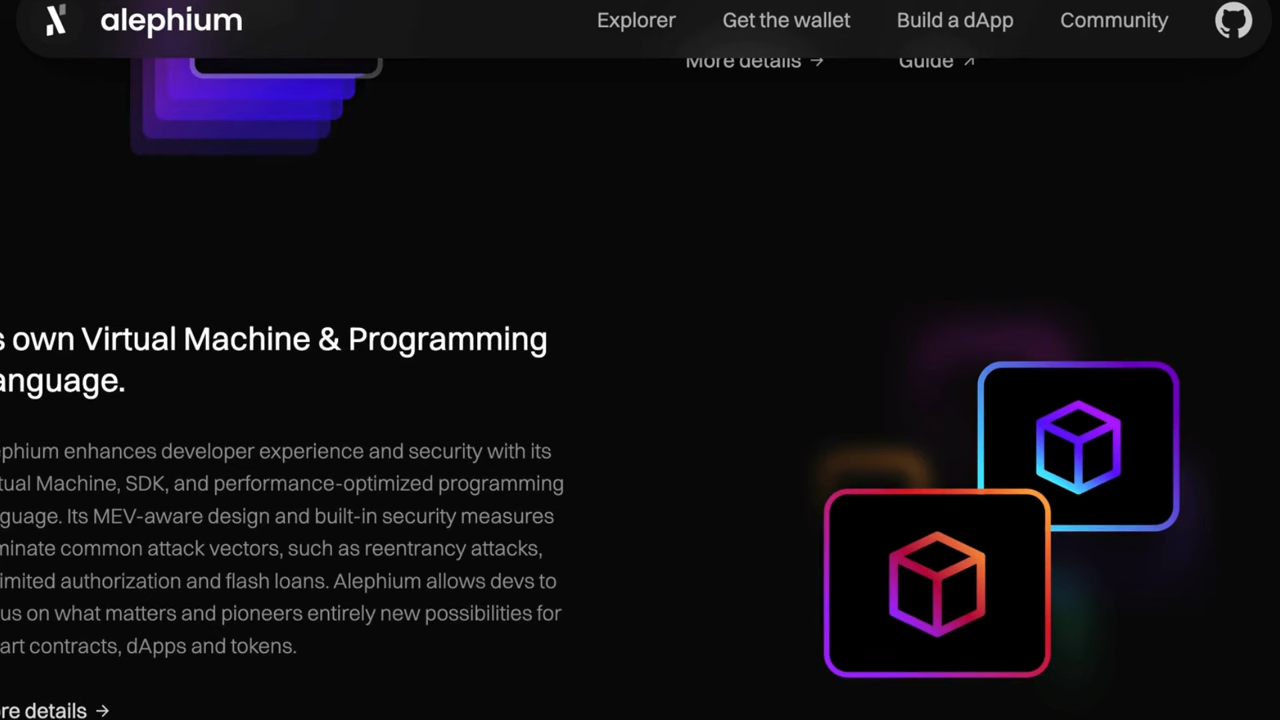 alephium
Explorer
Get the wallet
Build a dApp
Community
More details →
Guide ↗
s own Virtual Machine & Programming
anguage.
ephium enhances developer experience and security with its
tual Machine, SDK, and performance-optimized programming
guage. Its MEV-aware design and built-in security measures
minate common attack vectors, such as reentrancy attacks,
imited authorization and flash loans. Alephium allows devs to
us on what matters and pioneers entirely new possibilities for
art contracts, dApps and tokens.
re details →